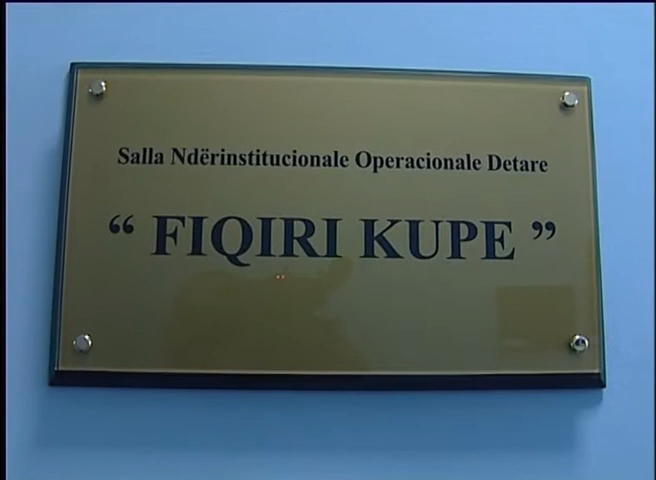 Salla Ndërinstitucionale Operacionale Detare
“ FIQIRI KUPE ”